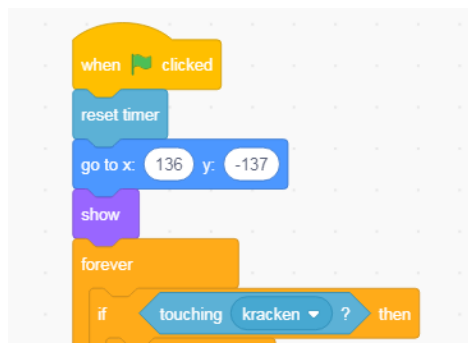 when clicked
reset timer
go to x: 136 y: -137
show
forever
if touching kracken ? then